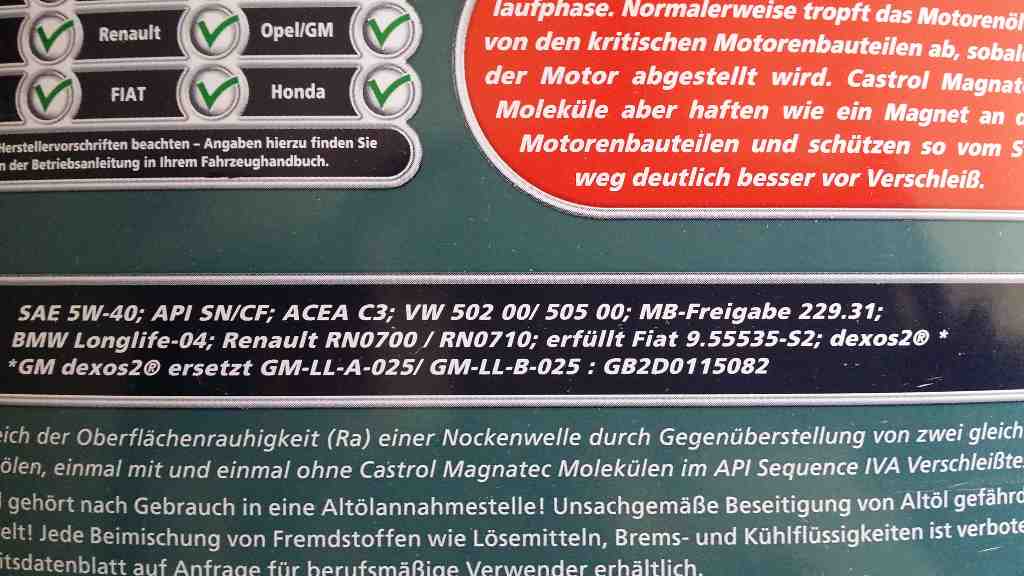 Renault
Opel/GM
FIAT
Honda
Herstellervorschriften beachten – Angaben hierzu finden Sie
der Betriebsanleitung in Ihrem Fahrzeughandbuch.
laufphase. Normalerweise tropft das Motorenöl
von den kritischen Motorenbauteilen ab,
der Motor abgestellt wird. Castrol
Moleküle aber haften wie ein Magnet an
Motorenbauteilen und schützen so vom
weg deutlich besser vor Verschleiß.
SAE 5W-40; API SN/CF; ACEA C3; VW 502 00/ 505 00; MB-Freigabe 229.31;
BMW Longlife-04; Renault RN0700 / RN0710; erfüllt Fiat 9.55535-S2; dexos2® *
*GM dexos2® ersetzt GM-LL-A-025/ GM-LL-B-025 : GB2D0115082
der Oberflächenrauhigkeit (Ra) einer Nockenwelle durch Gegenüberstellung von zwei gleich
ölen, einmal mit und einmal ohne Castrol Magnatec Molekülen im API Sequence IVA
gehört nach Gebrauch in eine Altölannahmestelle! Unsachgemäße Beseitigung von Altöl
elt! Jede Beimischung von Fremdstoffen wie Lösemitteln, Brems- und Kühlflüssigkeiten ist
itsdatenblatt auf Anfrage für berufsmäßige Verwender erhältlich.